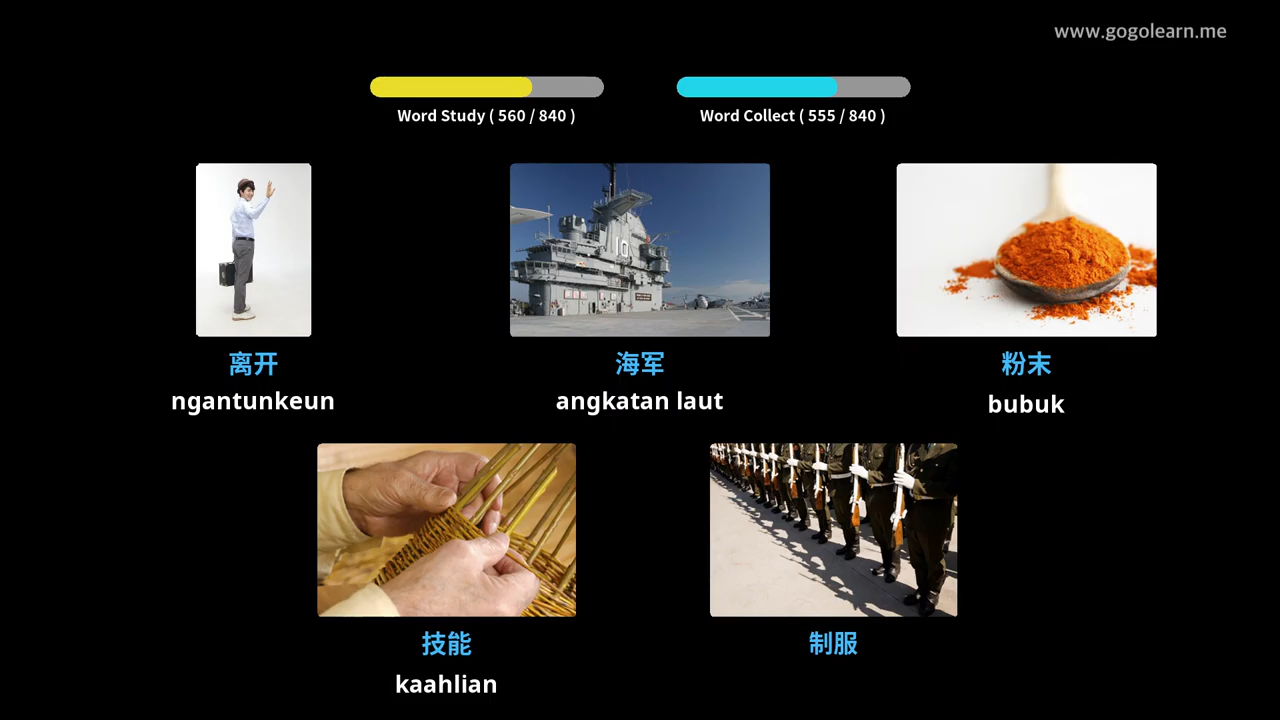 www.gogolearn.me
Word Study ( 560 / 840 )
Word Collect ( 555 / 840 )
离开
ngantunkeun
海军
angkatan laut
粉末
bubuk
技能
kaahlian
制服